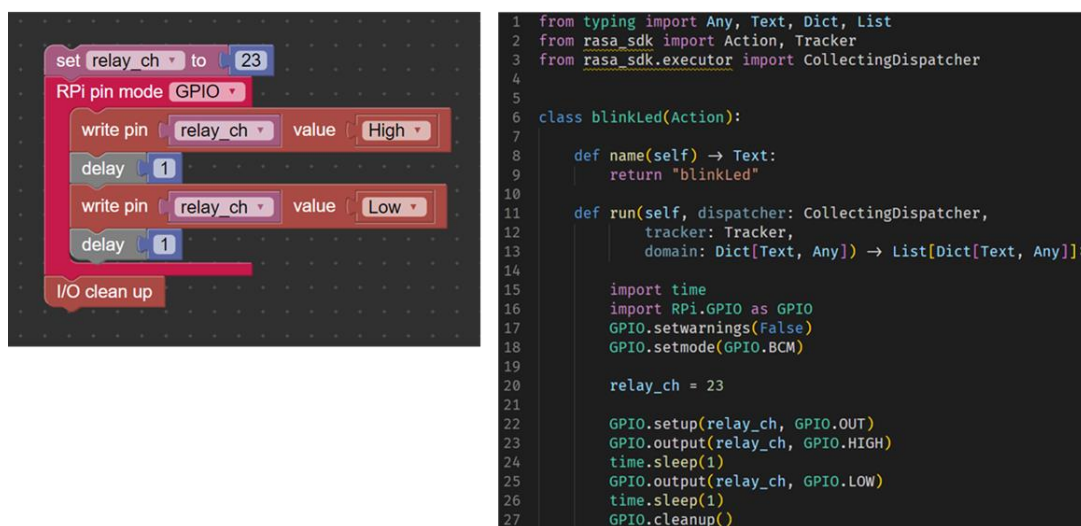 set relay_ch to 23
RPi pin mode GPIO
write pin relay_ch value High
delay 1
write pin relay_ch value Low
delay 1
I/O clean up
1 from typing import Any, Text, Dict, List
2 from rasa_sdk import Action, Tracker
3 from rasa_sdk.executor import CollectingDispatcher
4
5
6 class blinkLed(Action):
7
8 def name(self) → Text:
9 return "blinkLed"
10
11 def run(self, dispatcher: CollectingDispatcher,
12 tracker: Tracker,
13 domain: Dict[Text, Any]) → List[Dict[Text, Any]]:
14
15 import time
16 import RPi.GPIO as GPIO
17 GPIO.setwarnings(False)
18 GPIO.setmode(GPIO.BCM)
19
20 relay_ch = 23
21
22 GPIO.setup(relay_ch, GPIO.OUT)
23 GPIO.output(relay_ch, GPIO.HIGH)
24 time.sleep(1)
25 GPIO.output(relay_ch, GPIO.LOW)
26 time.sleep(1)
27 GPIO.cleanup()